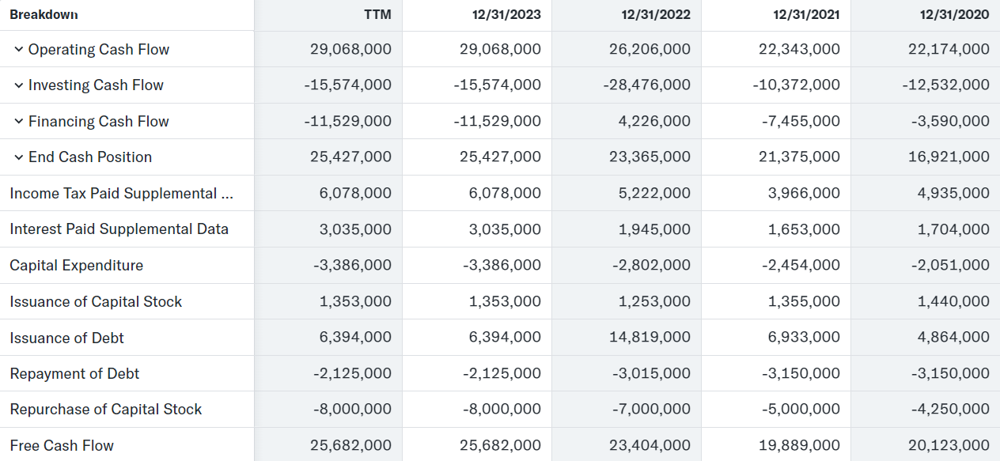 Breakdown TTM 12/31/2023 12/31/2022 12/31/2021 12/31/2020
Operating Cash Flow 29,068,000 29,068,000 26,206,000 22,343,000 22,174,000
Investing Cash Flow -15,574,000 -15,574,000 -28,476,000 -10,372,000 -12,532,000
Financing Cash Flow -11,529,000 -11,529,000 4,226,000 -7,455,000 -3,590,000
End Cash Position 25,427,000 25,427,000 23,365,000 21,375,000 16,921,000
Income Tax Paid Supplemental ... 6,078,000 6,078,000 5,222,000 3,966,000 4,935,000
Interest Paid Supplemental Data 3,035,000 3,035,000 1,945,000 1,653,000 1,704,000
Capital Expenditure -3,386,000 -3,386,000 -2,802,000 -2,454,000 -2,051,000
Issuance of Capital Stock 1,353,000 1,353,000 1,253,000 1,355,000 1,440,000
Issuance of Debt 6,394,000 6,394,000 14,819,000 6,933,000 4,864,000
Repayment of Debt -2,125,000 -2,125,000 -3,015,000 -3,150,000 -3,150,000
Repurchase of Capital Stock -8,000,000 -8,000,000 -7,000,000 -5,000,000 -4,250,000
Free Cash Flow 25,682,000 25,682,000 23,404,000 19,889,000 20,123,000